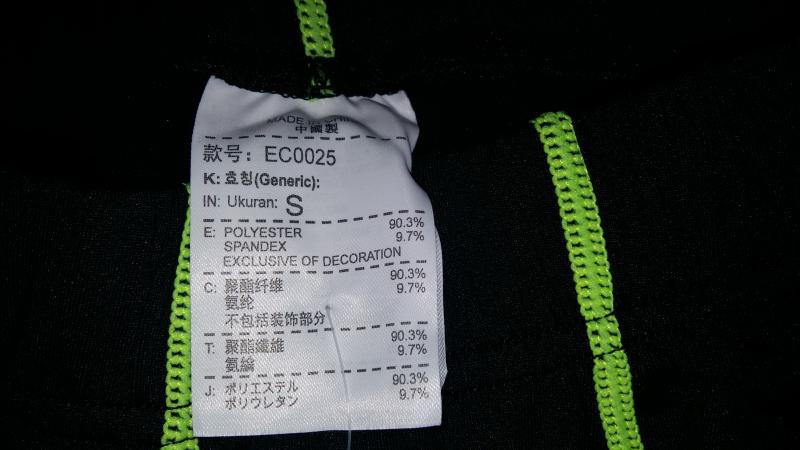 MADE IN CHINA
中國製
款号: EC0025
K: 호칭(Generic):
IN: Ukuran: S
E: POLYESTER 90.3%
SPANDEX 9.7%
EXCLUSIVE OF DECORATION
C: 聚酯纤维 90.3%
氨纶 9.7%
不包括装饰部分
T: 聚酯纖維 90.3%
氨綸 9.7%
J: ポリエステル 90.3%
ポリウレタン 9.7%